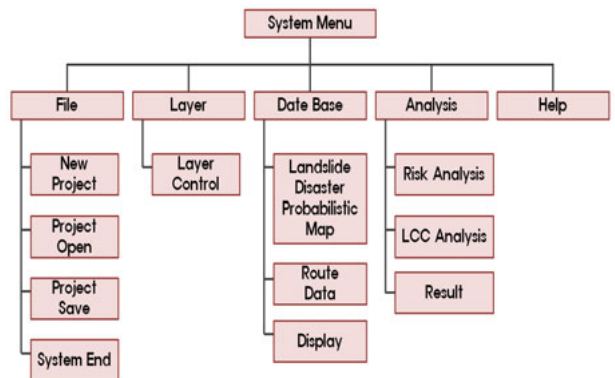 System Menu
File
Layer
Date Base
Analysis
Help
New
Project
Project
Open
Project
Save
System End
Layer
Control
Landslide
Disaster
Probabilistic
Map
Route
Data
Display
Risk Analysis
LCC Analysis
Result